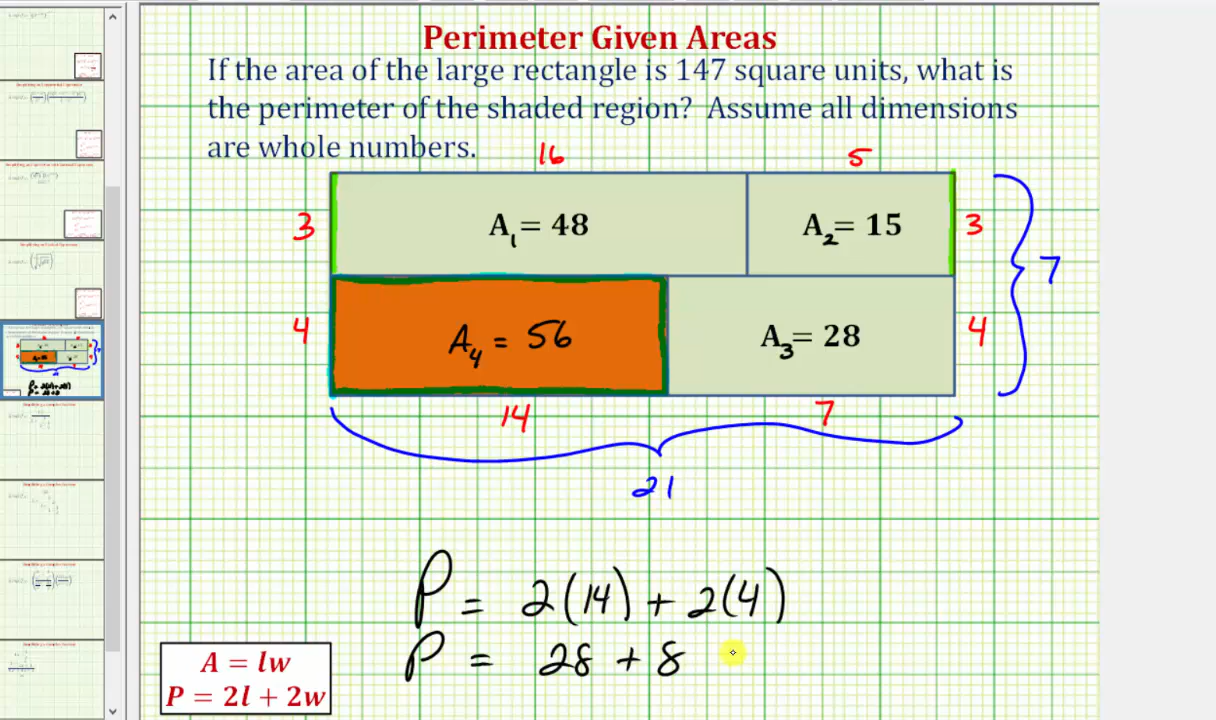 Perimeter Given Areas
If the area of the large rectangle is 147 square units, what is
the perimeter of the shaded region? Assume all dimensions
are whole numbers.
16 5
3 A₁= 48 A₂= 15 3
7
4 A₄ = 56 A₃= 28 4
14 7
21
P = 2(14) + 2(4)
P = 28 + 8
A = lw
P = 2l + 2w